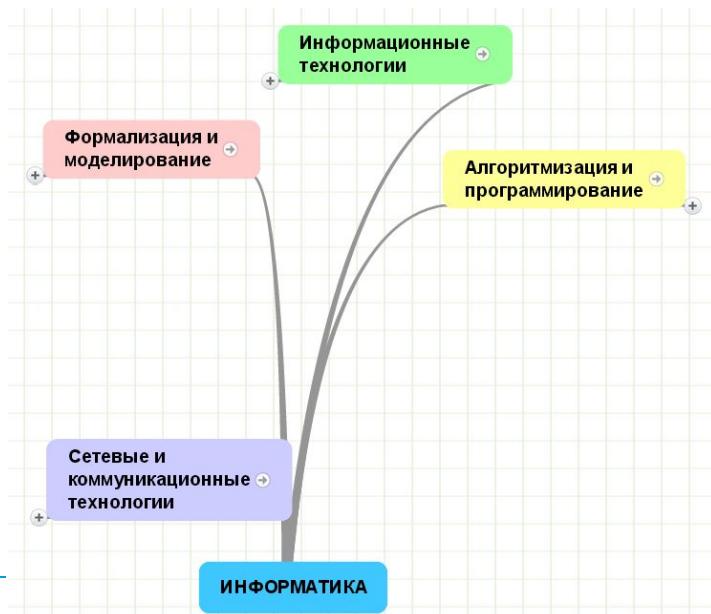 Информационные
технологии
Формализация и
моделирование
Алгоритмизация и
программирование
Сетевые и
коммуникационные
технологии
ИНФОРМАТИКА